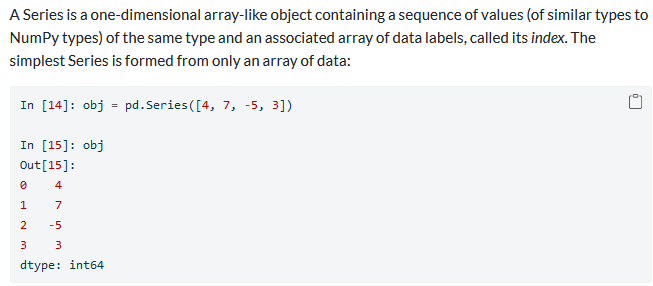 A Series is a one-dimensional array-like object containing a sequence of values (of similar types to
NumPy types) of the same type and an associated array of data labels, called its index. The
simplest Series is formed from only an array of data:
In [14]: obj = pd.Series([4, 7, -5, 3])
In [15]: obj
Out[15]:
0    4
1    7
2   -5
3    3
dtype: int64